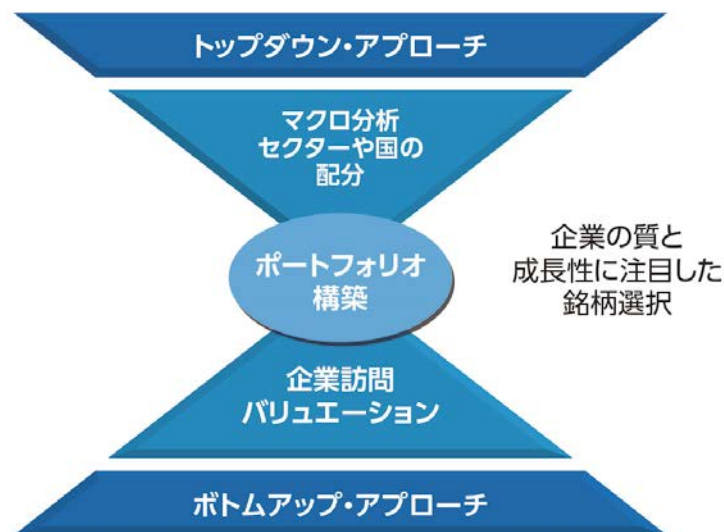 トップダウン・アプローチ
マクロ分析
セクターや国の
配分
ポートフォリオ
構築
企業の質と
成長性に注目した
銘柄選択
企業訪問
バリュエーション
ボトムアップ・アプローチ